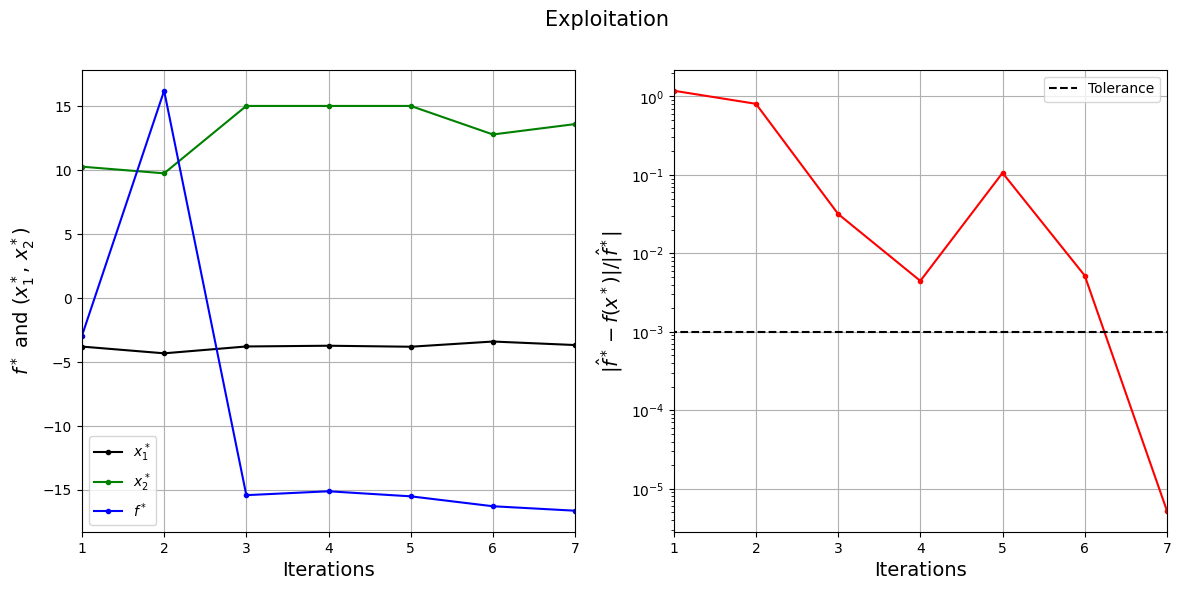 Exploitation
f* and (x₁*, x₂*)
15
10
5
0
−5
−10
−15
x₁*
x₂*
f*
1 2 3 4 5 6 7
Iterations
|f̂* − f(x*)|/|f̂*|
10⁰
10⁻¹
10⁻²
10⁻³
10⁻⁴
10⁻⁵
Tolerance
1 2 3 4 5 6 7
Iterations